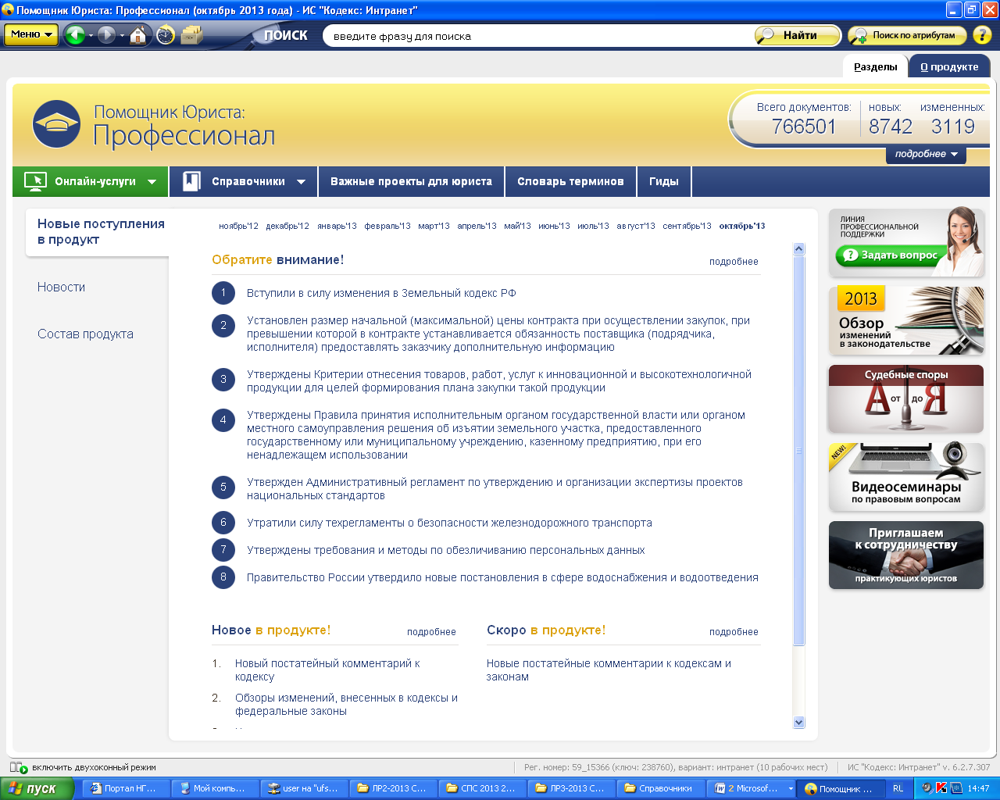 Помощник Юриста: Профессионал (октябрь 2013 года) - ИС "Кодекс: Интранет"
Меню
ПОИСК
введите фразу для поиска
Найти
Поиск по атрибутам
?
Разделы
О продукте
Помощник Юриста:
Профессионал
Всего документов:
766501
новых:
8742
измененных:
3119
подробнее
Онлайн-услуги
Справочники
Важные проекты для юриста
Словарь терминов
Гиды
Новые поступления
в продукт
Новости
Состав продукта
ноябрь'12 декабрь'12 январь'13 февраль'13 март'13 апрель'13 май'13 июнь'13 июль'13 август'13 сентябрь'13 октябрь'13
Обратите внимание!
подробнее
1 Вступили в силу изменения в Земельный кодекс РФ
2 Установлен размер начальной (максимальной) цены контракта при осуществлении закупок, при
превышении которой в контракте устанавливается обязанность поставщика (подрядчика,
исполнителя) предоставлять заказчику дополнительную информацию
3 Утверждены Критерии отнесения товаров, работ, услуг к инновационной и высокотехнологичной
продукции для целей формирования плана закупки такой продукции
4 Утверждены Правила принятия исполнительным органом государственной власти или органом
местного самоуправления решения об изъятии земельного участка, предоставленного
государственному или муниципальному учреждению, казенному предприятию, при его
ненадлежащем использовании
5 Утвержден Административный регламент по утверждению и организации экспертизы проектов
национальных стандартов
6 Утратили силу техрегламенты о безопасности железнодорожного транспорта
7 Утверждены требования и методы по обезличиванию персональных данных
8 Правительство России утвердило новые постановления в сфере водоснабжения и водоотведения
Новое в продукте!
подробнее
1. Новый постатейный комментарий к
кодексу
2. Обзоры изменений, внесенных в кодексы и
федеральные законы
Скоро в продукте!
подробнее
Новые постатейные комментарии к кодексам и
законам
ЛИНИЯ
ПРОФЕССИОНАЛЬНОЙ
ПОДДЕРЖКИ
? Задать вопрос
2013
Обзор
изменений
в законодательстве
Судебные споры
А от до Я
NEW!
Видеосеминары
по правовым вопросам
Приглашаем
к сотрудничеству
практикующих юристов
включить двухоконный режим
Рег. номер: 59_15366 (ключ: 238760), вариант: интранет (10 рабочих мест)
ИС "Кодекс: Интранет" v. 6.2.7.307
пуск
Портал НГ...
Мой компь...
user на "ufs...
ЛР2-2013 С...
СПС 2013 2...
ЛР3-2013 С...
Справочники
2 Microsof...
Помощник ...
RL
14:47